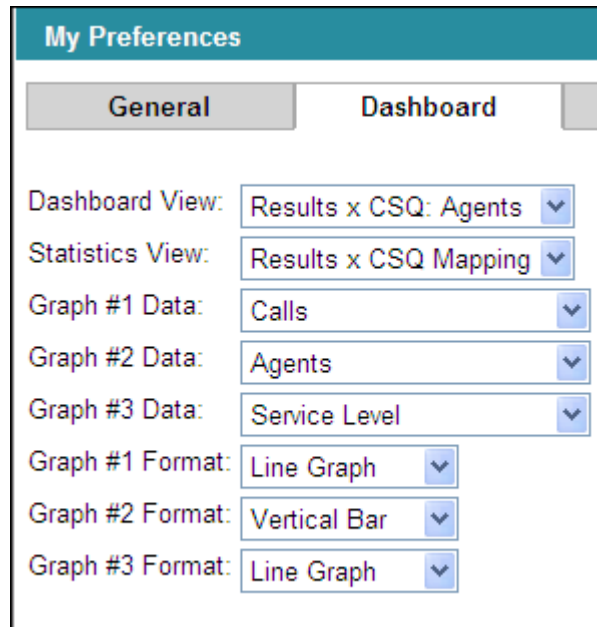 My Preferences
General Dashboard
Dashboard View: Results x CSQ: Agents
Statistics View: Results x CSQ Mapping
Graph #1 Data: Calls
Graph #2 Data: Agents
Graph #3 Data: Service Level
Graph #1 Format: Line Graph
Graph #2 Format: Vertical Bar
Graph #3 Format: Line Graph